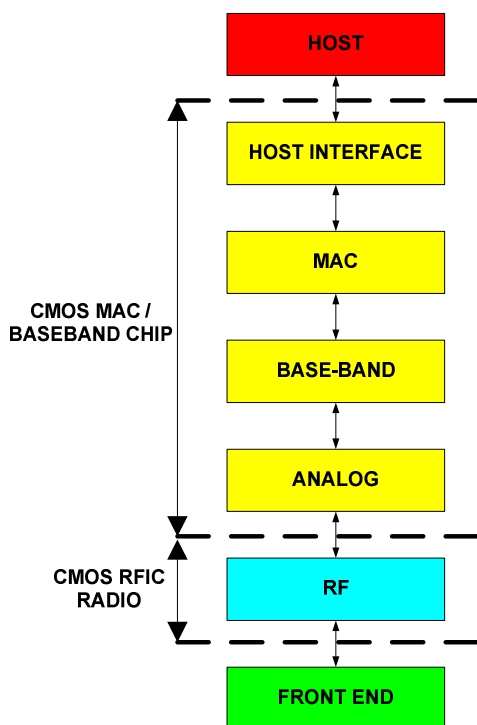 HOST
HOST INTERFACE
MAC
CMOS MAC /
BASEBAND CHIP
BASE-BAND
ANALOG
CMOS RFIC
RADIO
RF
FRONT END